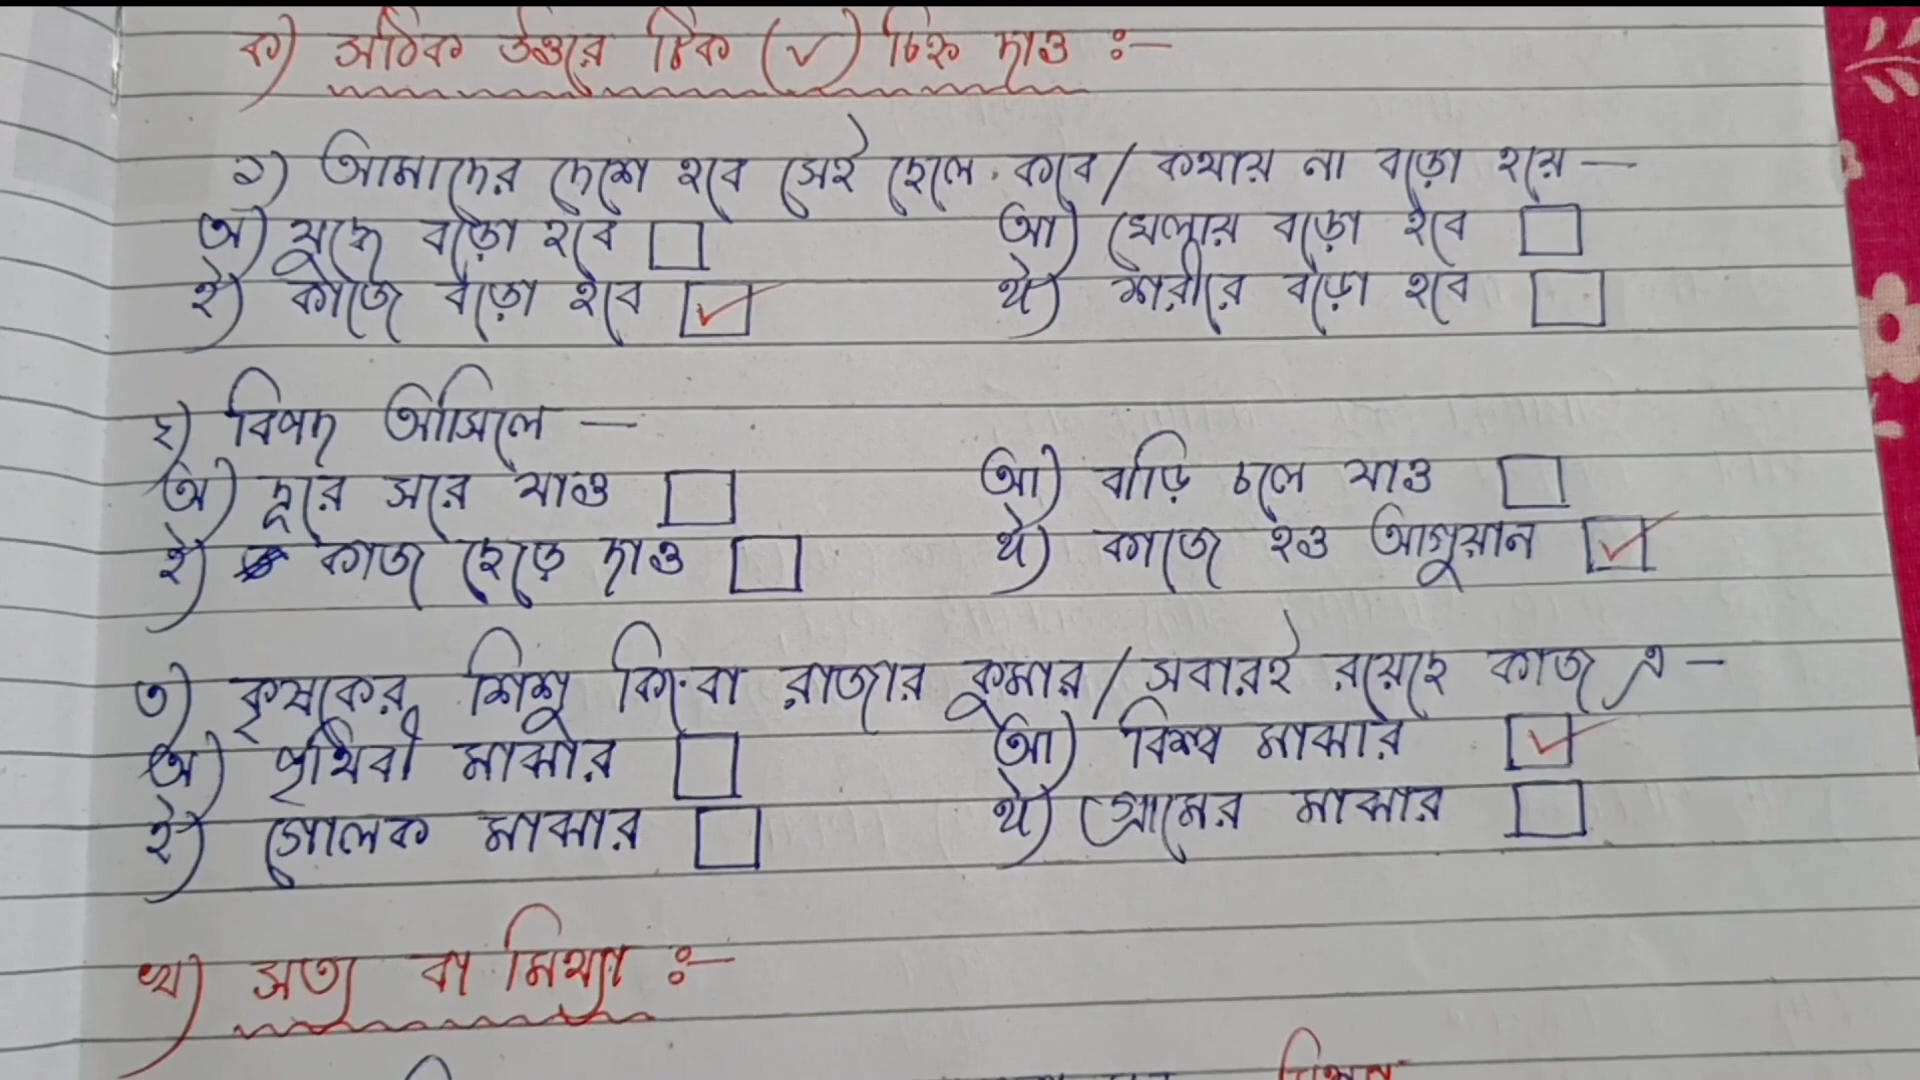 ক) সঠিক উত্তরে টিক (✓) চিহ্ন দাও :-
১) আমাদের দেশে হবে সেই ছেলে কবে / কথায় না বড়ো হয়ে —
অ) যুদ্ধে বড়ো হবে □ আ) খেলায় বড়ো হবে □
ই) কাজে বড়ো হবে ✓ ঈ) শরীরে বড়ো হবে □
২) বিপদ আসিলে —
অ) দূরে সরে যাও □ আ) বাড়ি চলে যাও □
ই) কাজ ছেড়ে দাও □ ঈ) কাজে হও আগুয়ান ✓
৩) কৃষকের শিশু কিংবা রাজার কুমার / সবারই রয়েছে কাজ এ —
অ) পৃথিবী মাঝার □ আ) বিশ্ব মাঝার ✓
ই) গোলক মাঝার □ ঈ) গ্রামের মাঝার □
খ) সত্য বা মিথ্যা :-